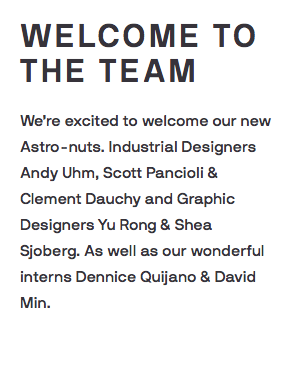 WELCOME TO
THE TEAM
We're excited to welcome our new
Astro-nuts. Industrial Designers
Andy Uhm, Scott Pancioli &
Clement Dauchy and Graphic
Designers Yu Rong & Shea
Sjoberg. As well as our wonderful
interns Dennice Quijano & David
Min.